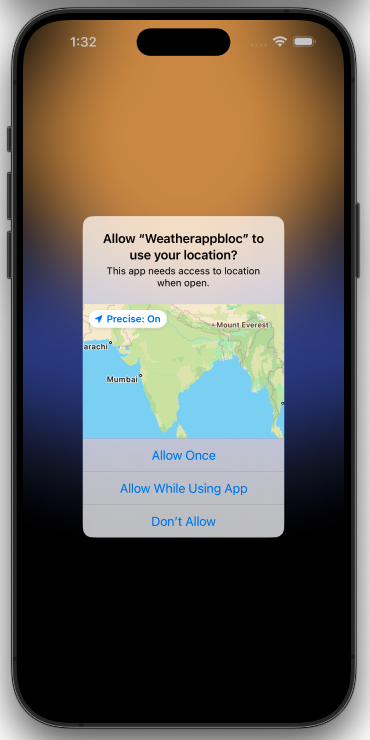 1:32
Allow “Weatherappbloc” to
use your location?
This app needs access to location
when open.
Precise: On
Mount Everest
arachi
Mumbai
Allow Once
Allow While Using App
Don’t Allow